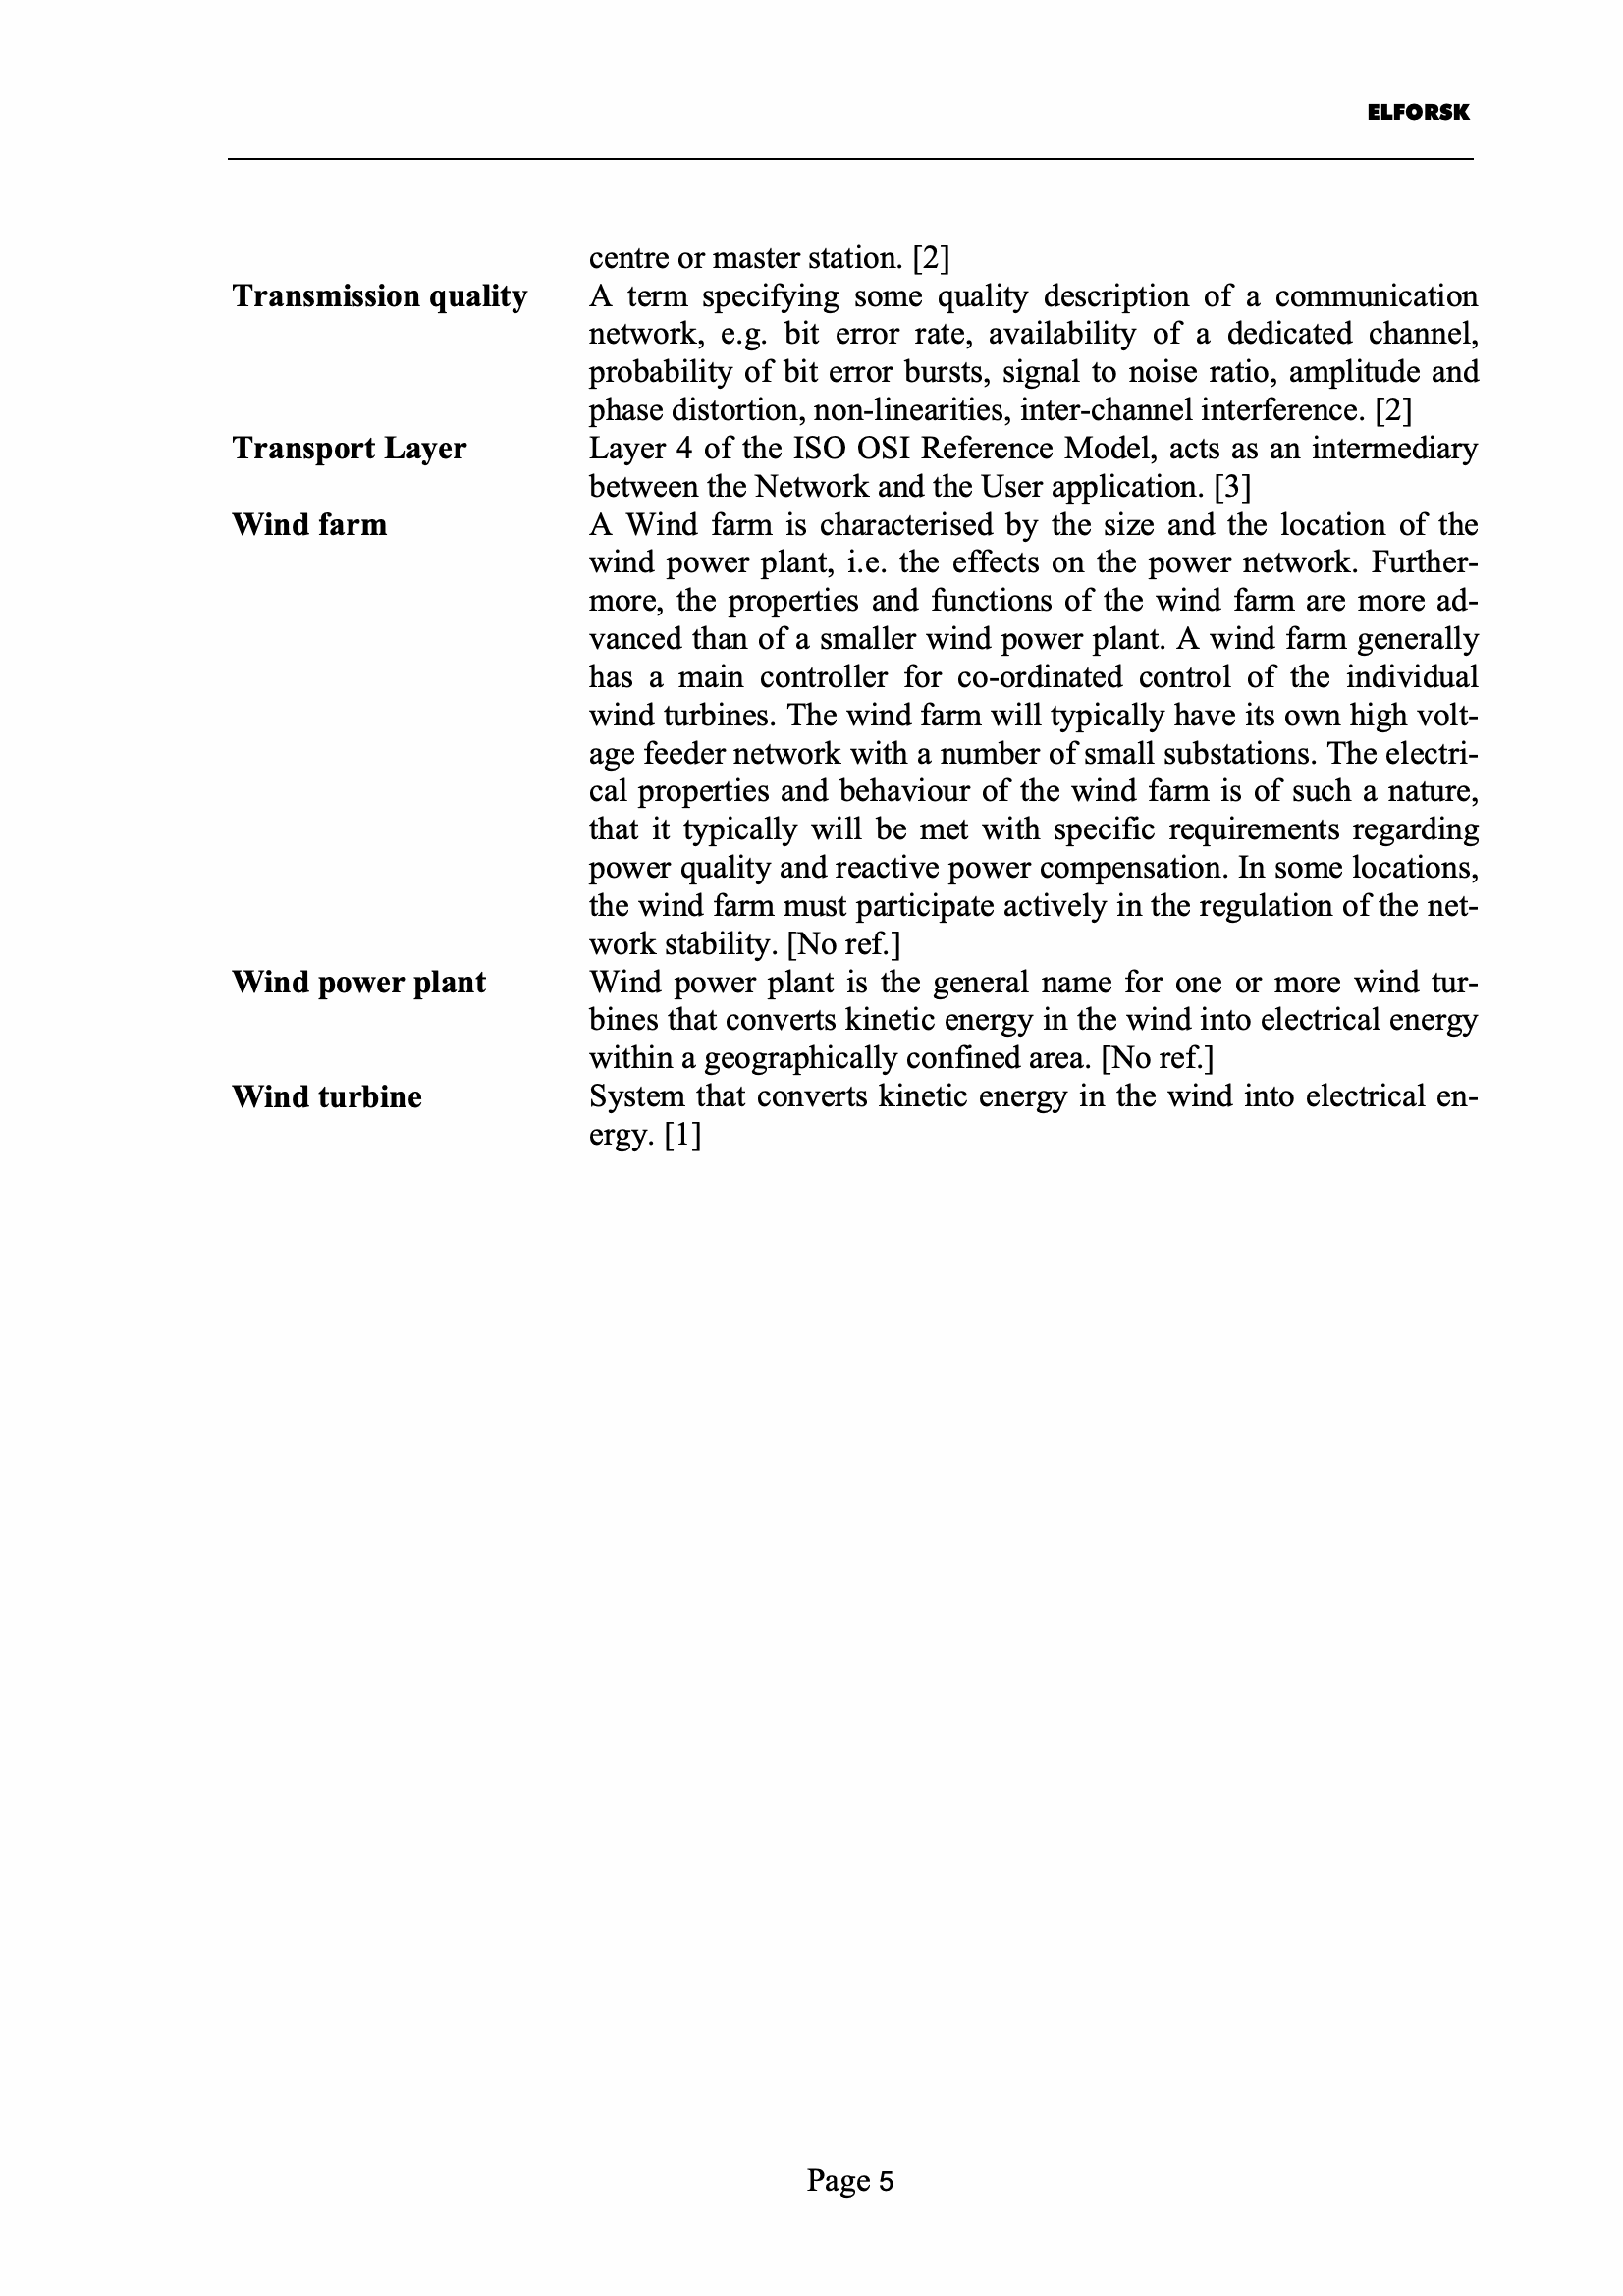 ELFORSK
centre or master station. [2]
Transmission quality A term specifying some quality description of a communication
network, e.g. bit error rate, availability of a dedicated channel,
probability of bit error bursts, signal to noise ratio, amplitude and
phase distortion, non-linearities, inter-channel interference. [2]
Transport Layer Layer 4 of the ISO OSI Reference Model, acts as an intermediary
between the Network and the User application. [3]
Wind farm A Wind farm is characterised by the size and the location of the
wind power plant, i.e. the effects on the power network. Further-
more, the properties and functions of the wind farm are more ad-
vanced than of a smaller wind power plant. A wind farm generally
has a main controller for co-ordinated control of the individual
wind turbines. The wind farm will typically have its own high volt-
age feeder network with a number of small substations. The electri-
cal properties and behaviour of the wind farm is of such a nature,
that it typically will be met with specific requirements regarding
power quality and reactive power compensation. In some locations,
the wind farm must participate actively in the regulation of the net-
work stability. [No ref.]
Wind power plant Wind power plant is the general name for one or more wind tur-
bines that converts kinetic energy in the wind into electrical energy
within a geographically confined area. [No ref.]
Wind turbine System that converts kinetic energy in the wind into electrical en-
ergy. [1]
Page 5